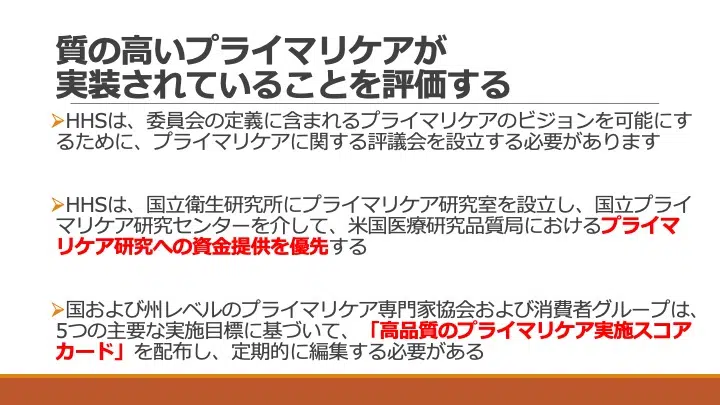 質の高いプライマリケアが
実装されていることを評価する
➢HHSは、委員会の定義に含まれるプライマリケアのビジョンを可能にす
るために、プライマリケアに関する評議会を設立する必要があります
➢HHSは、国立衛生研究所にプライマリケア研究室を設立し、国立プライ
マリケア研究センターを介して、米国医療研究品質局におけるプライマ
リケア研究への資金提供を優先する
➢国および州レベルのプライマリケア専門家協会および消費者グループは、
5つの主要な実施目標に基づいて、「高品質のプライマリケア実施スコア
カード」を配布し、定期的に編集する必要がある